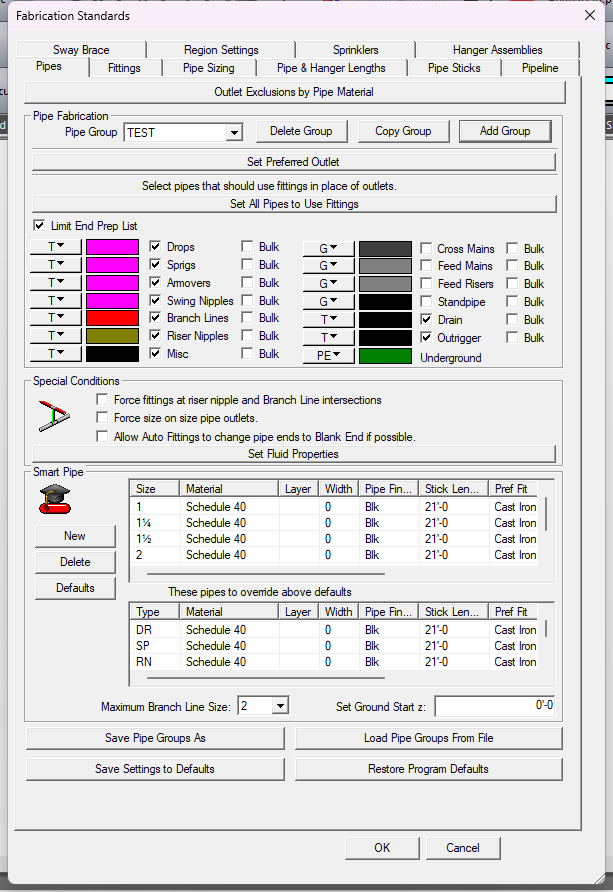 Fabrication Standards
Sway Brace Region Settings Sprinklers Hanger Assemblies
Pipes Fittings Pipe Sizing Pipe & Hanger Lengths Pipe Sticks Pipeline
Outlet Exclusions by Pipe Material
Pipe Fabrication
Pipe Group TEST Delete Group Copy Group Add Group
Set Preferred Outlet
Select pipes that should use fittings in place of outlets.
Set All Pipes to Use Fittings
Limit End Prep List
T Drops Bulk G Cross Mains Bulk
T Sprigs Bulk G Feed Mains Bulk
T Armovers Bulk G Feed Risers Bulk
T Swing Nipples Bulk G Standpipe Bulk
T Branch Lines Bulk T Drain Bulk
T Riser Nipples Bulk T Outrigger Bulk
T Misc Bulk PE Underground
Special Conditions
Force fittings at riser nipple and Branch Line intersections
Force size on size pipe outlets.
Allow Auto Fittings to change pipe ends to Blank End if possible.
Set Fluid Properties
Smart Pipe
New
Delete
Defaults
Size Material Layer Width Pipe Fin... Stick Len... Pref Fit
1 Schedule 40 0 Blk 21'-0 Cast Iron
1¼ Schedule 40 0 Blk 21'-0 Cast Iron
1½ Schedule 40 0 Blk 21'-0 Cast Iron
2 Schedule 40 0 Blk 21'-0 Cast Iron
These pipes to override above defaults
Type Material Layer Width Pipe Fin... Stick Len... Pref Fit
DR Schedule 40 0 Blk 21'-0 Cast Iron
SP Schedule 40 0 Blk 21'-0 Cast Iron
RN Schedule 40 0 Blk 21'-0 Cast Iron
Maximum Branch Line Size: 2 Set Ground Start z: 0'-0
Save Pipe Groups As Load Pipe Groups From File
Save Settings to Defaults Restore Program Defaults
OK Cancel